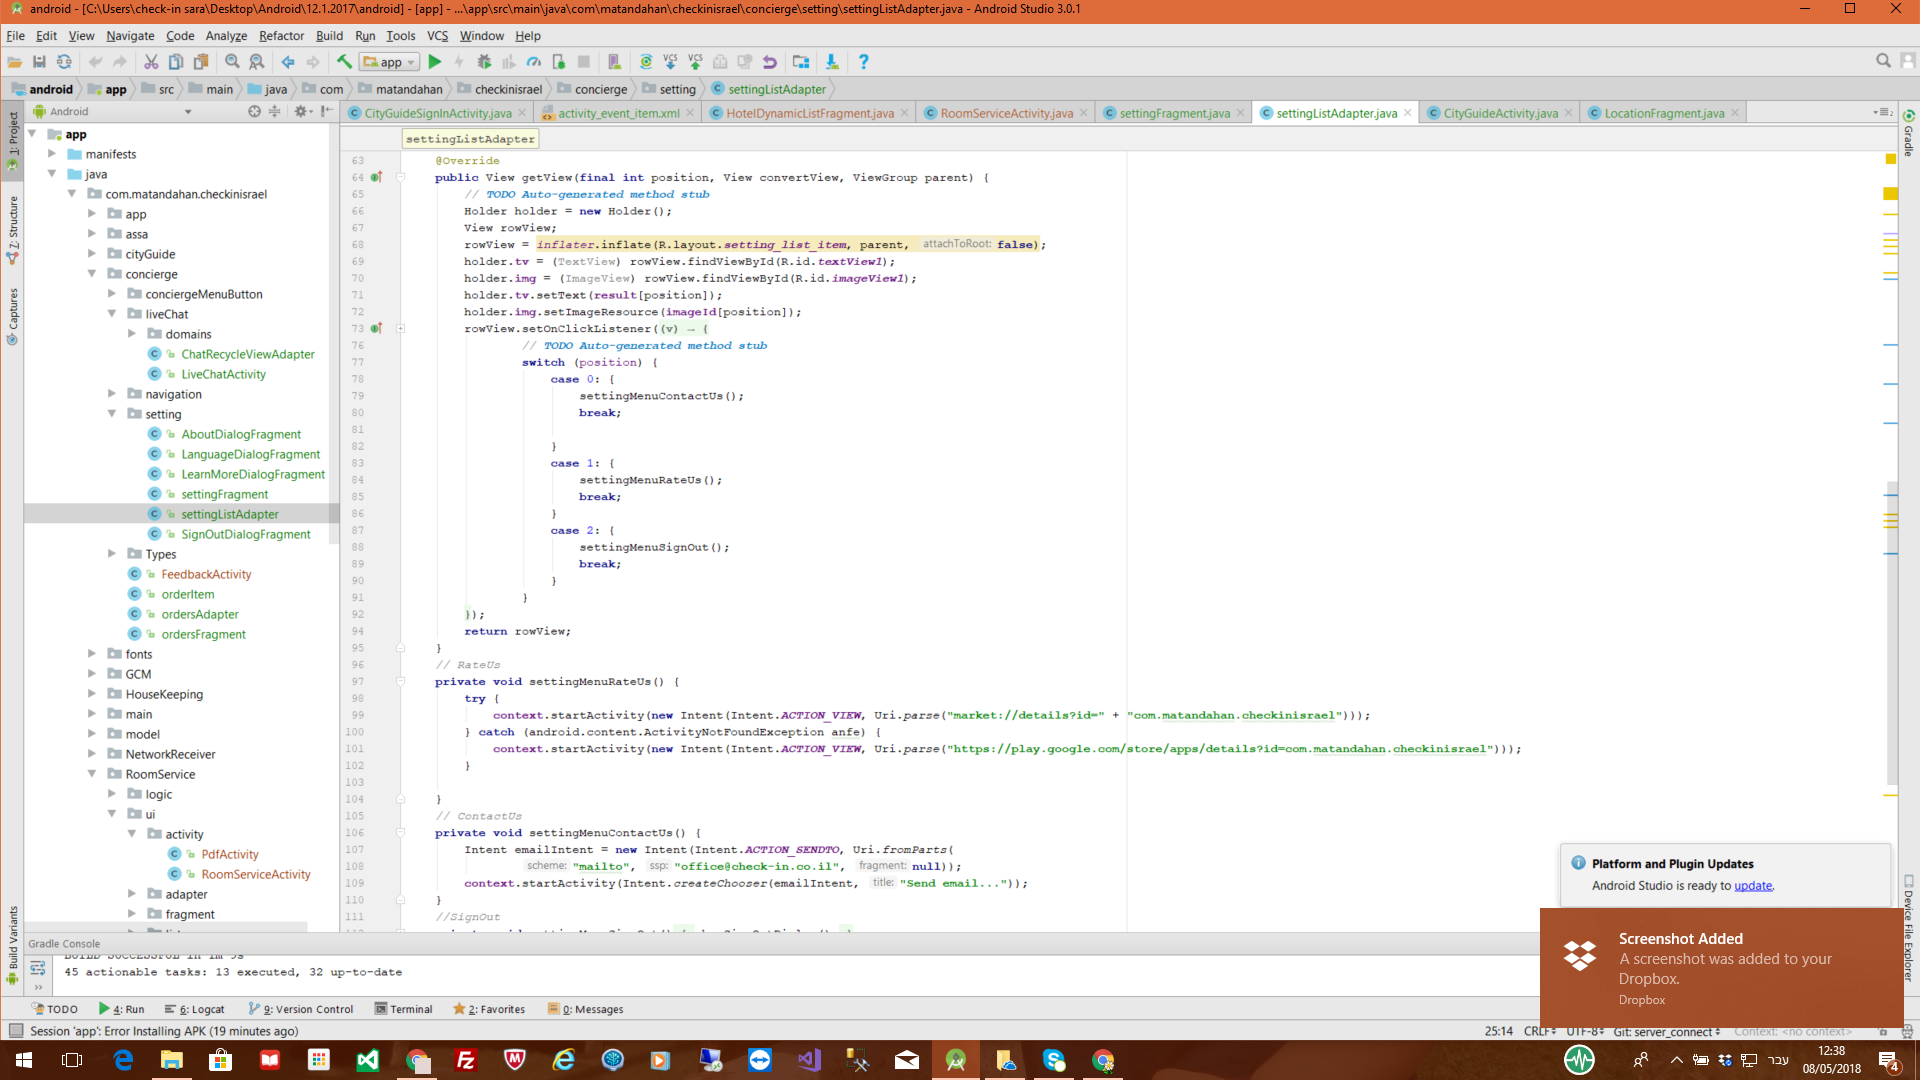 android - [C:\Users\check-in sara\Desktop\Android\12.1.2017\android] - [app] - ...\app\src\main\java\com\matandahan\checkinisrael\concierge\setting\settingListAdapter.java - Android Studio 3.0.1
File Edit View Navigate Code Analyze Refactor Build Run Tools VCS Window Help
app
android app src main java com matandahan checkinisrael concierge setting settingListAdapter
Android
CityGuideSignInActivity.java activity_event_item.xml HotelDynamicListFragment.java RoomServiceActivity.java settingFragment.java settingListAdapter.java CityGuideActivity.java LocationFragment.java
1: Project
7: Structure
Captures
Build Variants
Gradle
Device File Explorer
app
manifests
java
com.matandahan.checkinisrael
app
assa
cityGuide
concierge
conciergeMenuButton
liveChat
domains
ChatRecycleViewAdapter
LiveChatActivity
navigation
setting
AboutDialogFragment
LanguageDialogFragment
LearnMoreDialogFragment
settingFragment
settingListAdapter
SignOutDialogFragment
Types
FeedbackActivity
orderItem
ordersAdapter
ordersFragment
fonts
GCM
HouseKeeping
main
model
NetworkReceiver
RoomService
logic
ui
activity
PdfActivity
RoomServiceActivity
adapter
fragment
settingListAdapter
63 @Override
64 public View getView(final int position, View convertView, ViewGroup parent) {
65 // TODO Auto-generated method stub
66 Holder holder = new Holder();
67 View rowView;
68 rowView = inflater.inflate(R.layout.setting_list_item, parent, attachToRoot: false);
69 holder.tv = (TextView) rowView.findViewById(R.id.textView1);
70 holder.img = (ImageView) rowView.findViewById(R.id.imageView1);
71 holder.tv.setText(result[position]);
72 holder.img.setImageResource(imageId[position]);
73 rowView.setOnClickListener((v) → {
76 // TODO Auto-generated method stub
77 switch (position) {
78 case 0: {
79 settingMenuContactUs();
80 break;
81
82 }
83 case 1: {
84 settingMenuRateUs();
85 break;
86 }
87 case 2: {
88 settingMenuSignOut();
89 break;
90 }
91 }
92 });
94 return rowView;
95 }
96 // RateUs
97 private void settingMenuRateUs() {
98 try {
99 context.startActivity(new Intent(Intent.ACTION_VIEW, Uri.parse("market://details?id=" + "com.matandahan.checkinisrael")));
100 } catch (android.content.ActivityNotFoundException anfe) {
101 context.startActivity(new Intent(Intent.ACTION_VIEW, Uri.parse("https://play.google.com/store/apps/details?id=com.matandahan.checkinisrael")));
102 }
103
104 }
105 // ContactUs
106 private void settingMenuContactUs() {
107 Intent emailIntent = new Intent(Intent.ACTION_SENDTO, Uri.fromParts(
108 scheme: "mailto", ssp: "office@check-in.co.il", fragment: null));
109 context.startActivity(Intent.createChooser(emailIntent, title: "Send email..."));
110 }
111 //SignOut
Platform and Plugin Updates
Android Studio is ready to update.
Screenshot Added
A screenshot was added to your
Dropbox.
Dropbox
Gradle Console
BUILD SUCCESSFUL in 1m 9s
45 actionable tasks: 13 executed, 32 up-to-date
TODO 4: Run 6: Logcat 9: Version Control Terminal 2: Favorites 0: Messages
Session 'app': Error Installing APK (19 minutes ago)
25:14 CRLF UTF-8 Git: server_connect Context: <no context>
עבר
12:38
08/05/2018
4